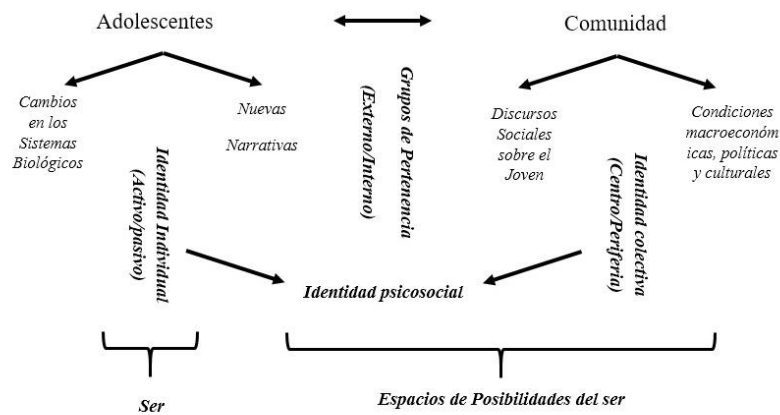 Adolescentes
Comunidad
Cambios
en los
Sistemas
Biológicos
Identidad Individual
(Activo/pasivo)
Nuevas
Narrativas
Grupos de Pertenencia
(Externo/Interno)
Discursos
Sociales
sobre el
Joven
Identidad colectiva
(Centro/Periferia)
Condiciones
macroeconóm
icas, políticas
y culturales
Identidad psicosocial
Ser
Espacios de Posibilidades del ser